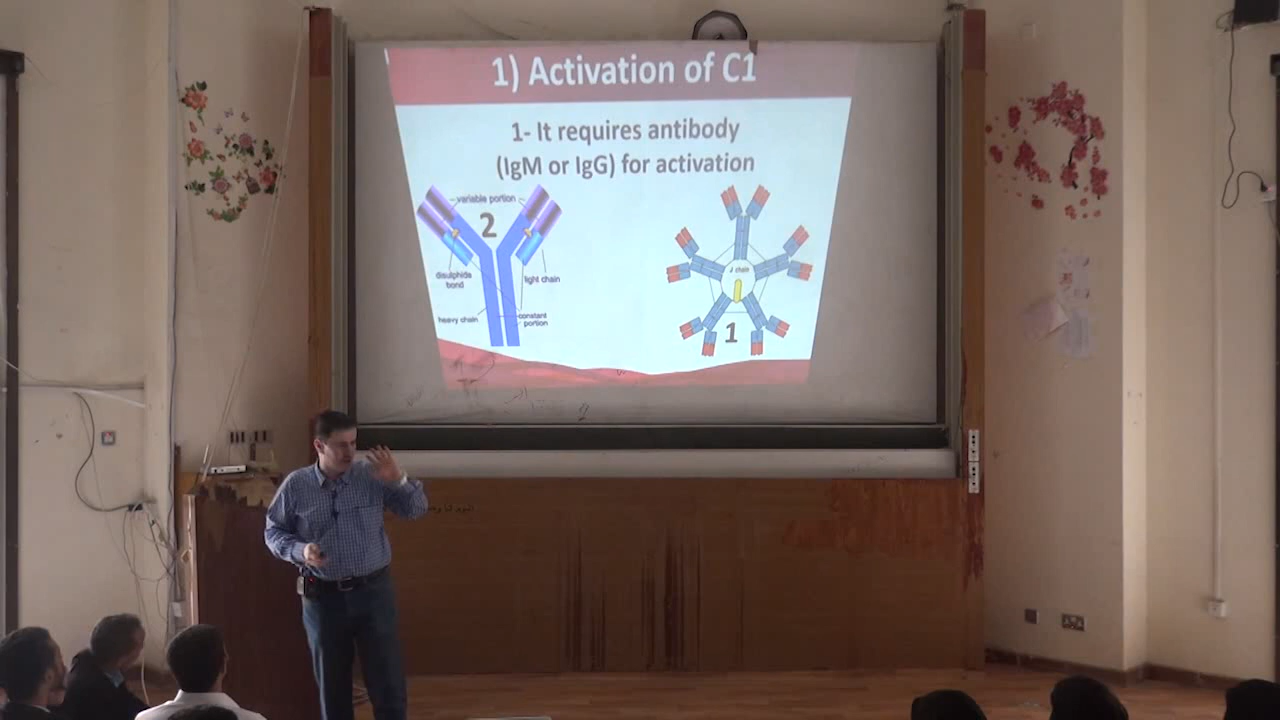 1) Activation of C1
1- It requires antibody
(IgM or IgG) for activation
variable portion
2
disulphide
bond
light chain
heavy chain
constant
portion
J chain
1